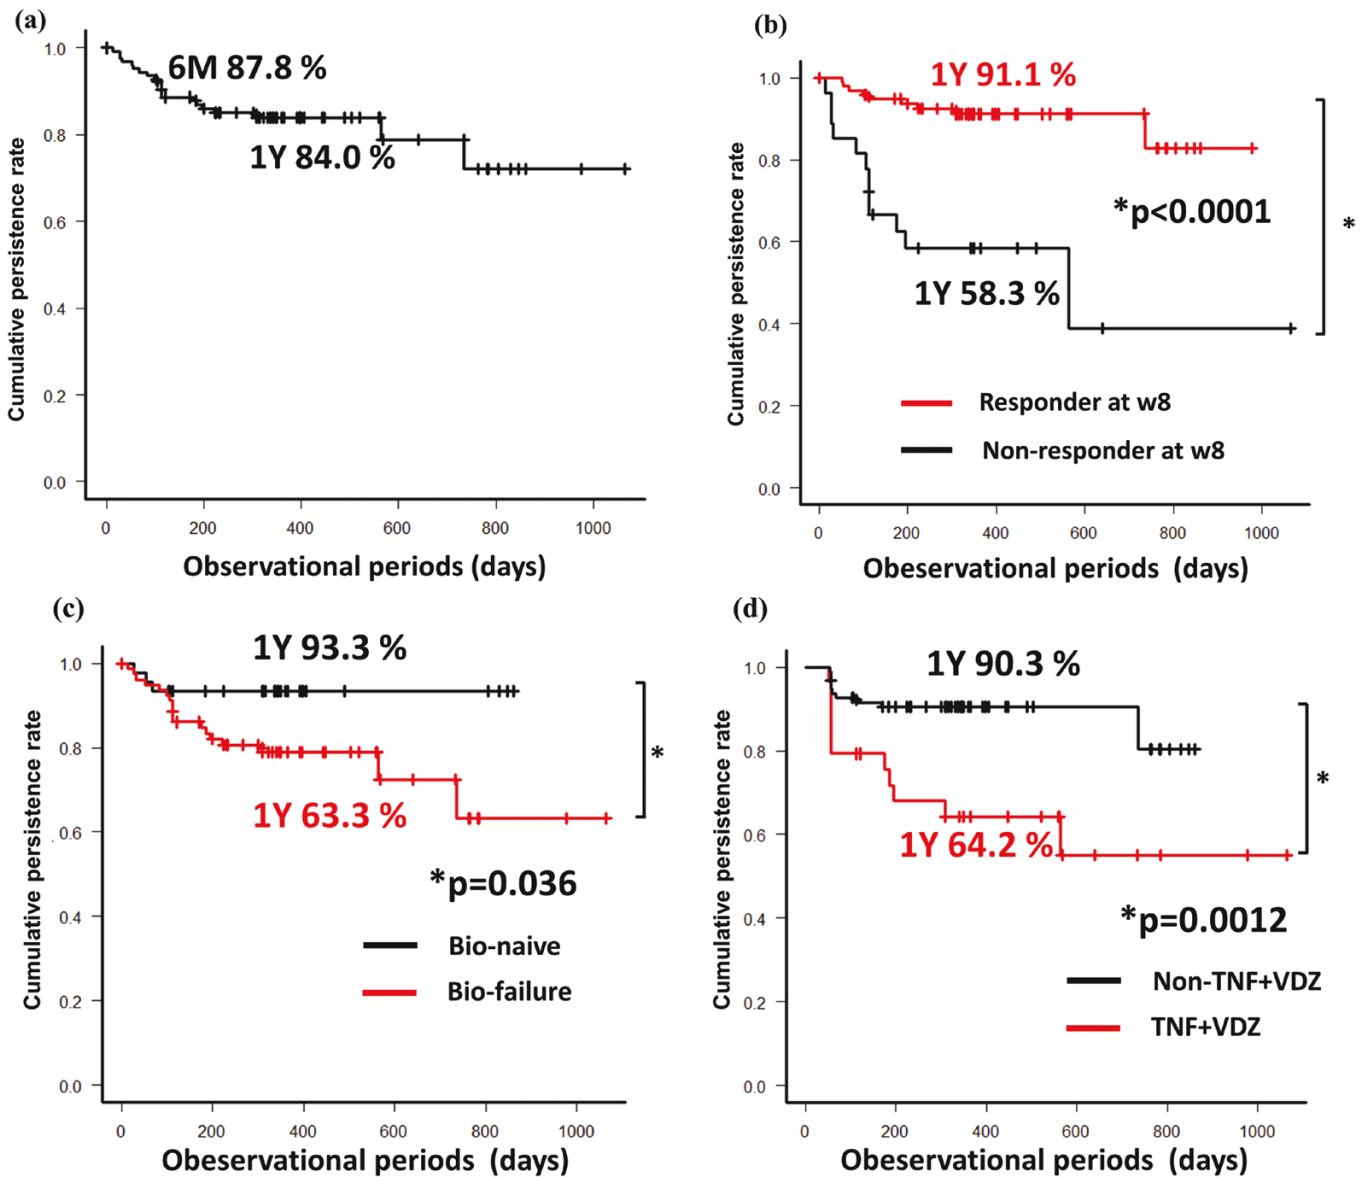 (a)
1.0
0.8
0.6
0.4
0.2
0.0
Cumulative persistence rate
6M 87.8 %
1Y 84.0 %
0 200 400 600 800 1000
Observational periods (days)
(b)
1.0
0.8
0.6
0.4
0.2
0.0
Cumulative persistence rate
1Y 91.1 %
*p<0.0001
*
1Y 58.3 %
Responder at w8
Non-responder at w8
0 200 400 600 800 1000
Obeservational periods (days)
(c)
1.0
0.8
0.6
0.4
0.2
0.0
Cumulative persistence rate
1Y 93.3 %
*
1Y 63.3 %
*p=0.036
Bio-naive
Bio-failure
0 200 400 600 800 1000
Obeservational periods (days)
(d)
1.0
0.8
0.6
0.4
0.2
0.0
Cumulative persistence rate
1Y 90.3 %
*
1Y 64.2 %
*p=0.0012
Non-TNF+VDZ
TNF+VDZ
0 200 400 600 800 1000
Obeservational periods (days)